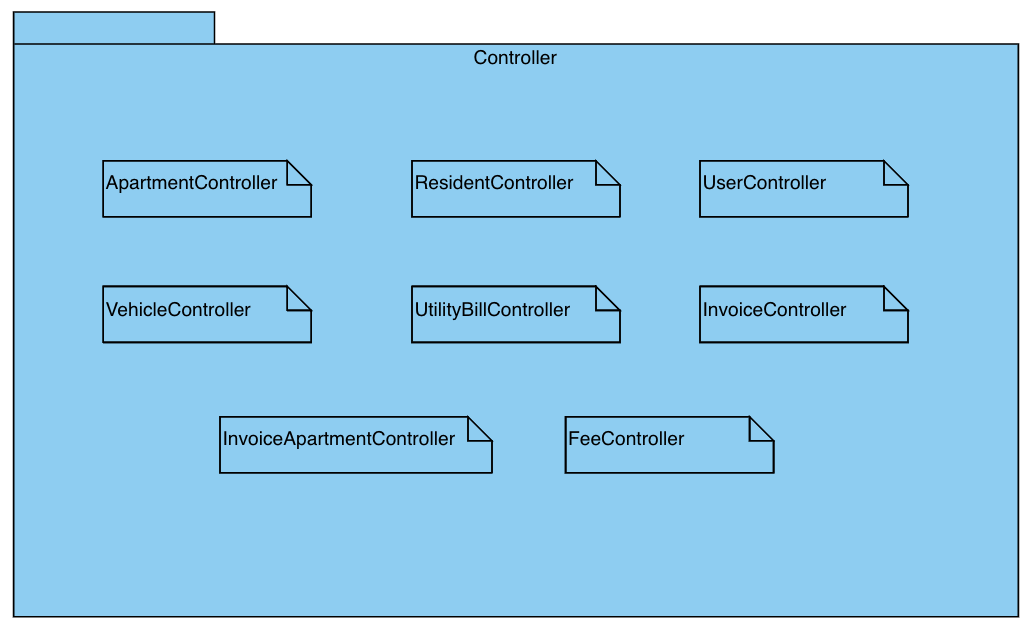 Controller
ApartmentController
ResidentController
UserController
VehicleController
UtilityBillController
InvoiceController
InvoiceApartmentController
FeeController